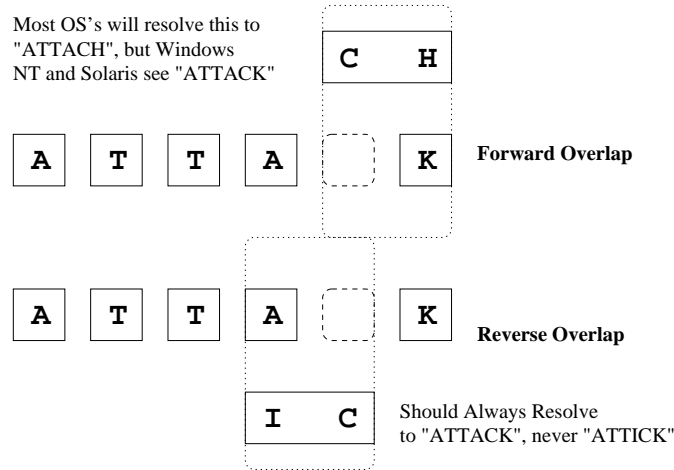 Most OS's will resolve this to
"ATTACH", but Windows
NT and Solaris see "ATTACK"
C H
A T T A K
Forward Overlap
A T T A K
Reverse Overlap
I C
Should Always Resolve
to "ATTACK", never "ATTICK"